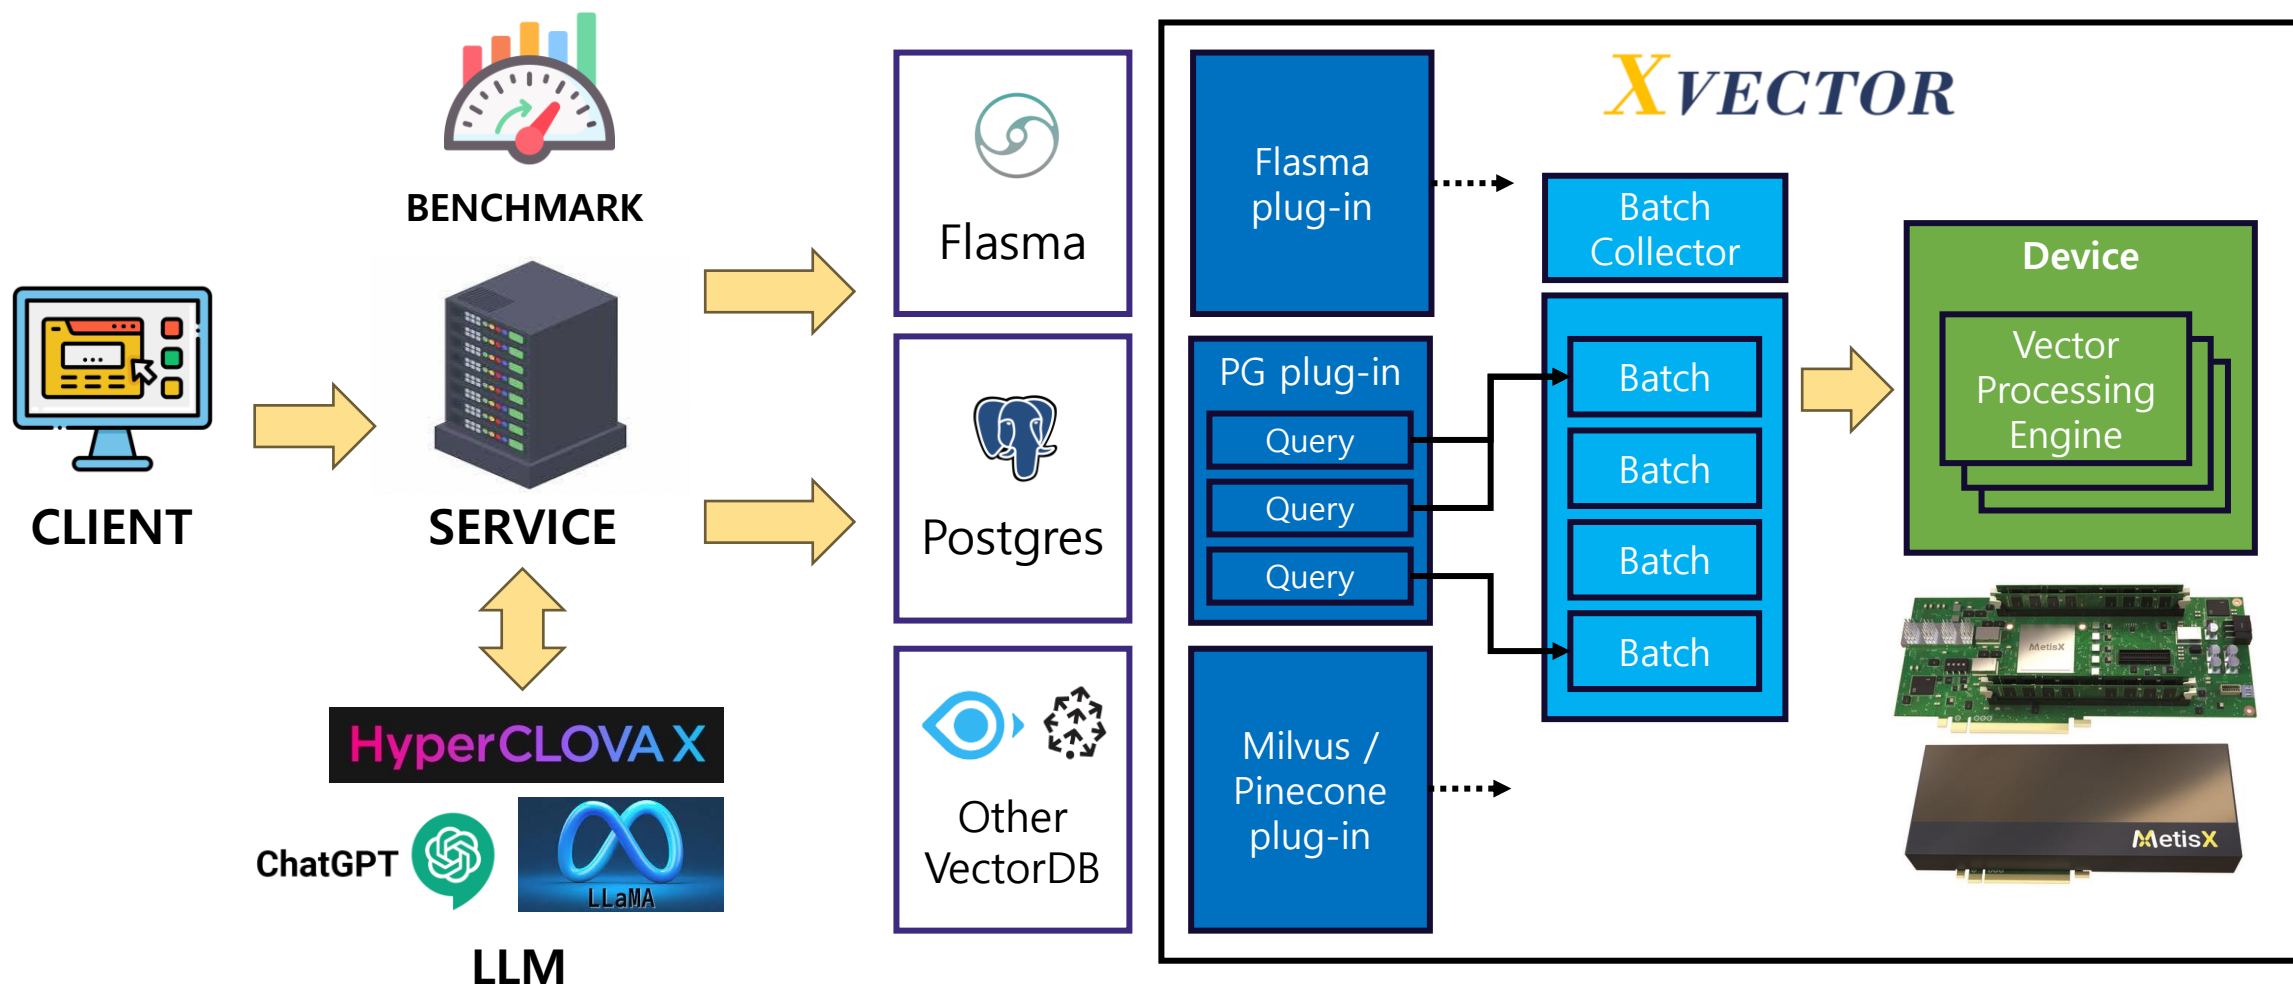 BENCHMARK
CLIENT
SERVICE
HyperCLOVA X
ChatGPT
LLaMA
LLM
Flasma
Postgres
Other
VectorDB
XVECTOR
Flasma
plug-in
PG plug-in
Query
Query
Query
Milvus /
Pinecone
plug-in
Batch
Collector
Batch
Batch
Batch
Batch
Device
Vector
Processing
Engine
MetisX
MetisX